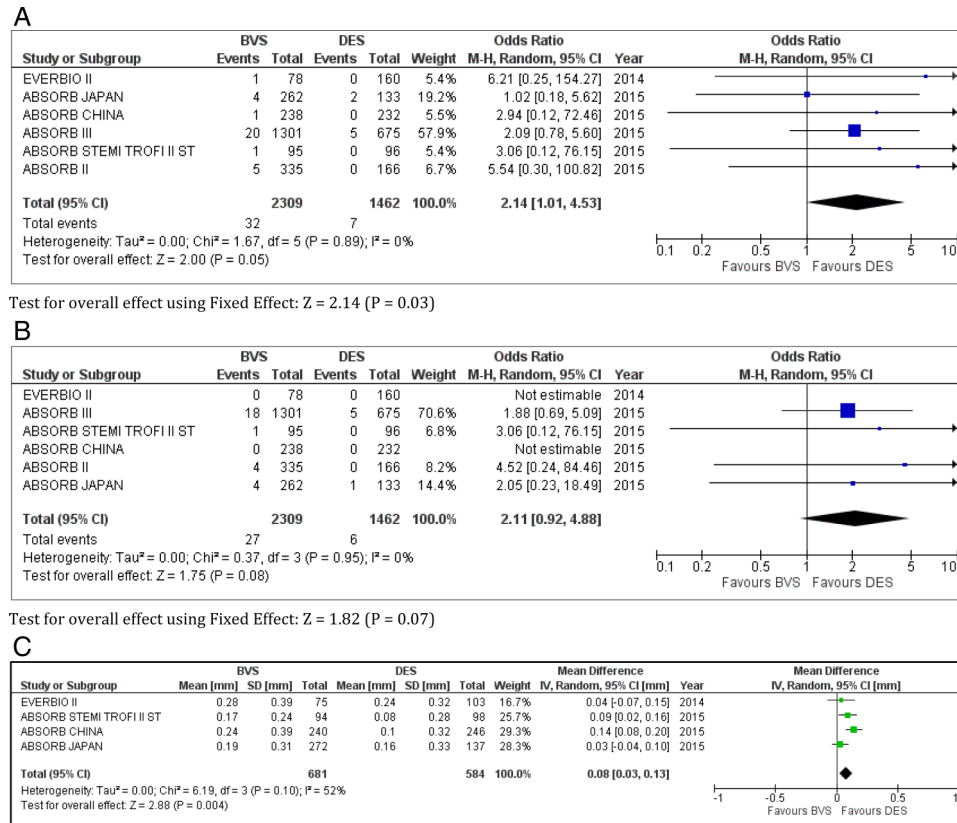 A
BVS DES Odds Ratio Odds Ratio
Study or Subgroup Events Total Events Total Weight M-H, Random, 95% CI Year M-H, Random, 95% CI
EVERBIO II 1 78 0 160 5.4% 6.21 [0.25, 154.27] 2014
ABSORB JAPAN 4 262 2 133 19.2% 1.02 [0.18, 5.62] 2015
ABSORB CHINA 1 238 0 232 5.5% 2.94 [0.12, 72.46] 2015
ABSORB III 20 1301 5 675 57.9% 2.09 [0.78, 5.60] 2015
ABSORB STEMI TROFI II ST 1 95 0 96 5.4% 3.06 [0.12, 76.15] 2015
ABSORB II 5 335 0 166 6.7% 5.54 [0.30, 100.82] 2015
Total (95% CI) 2309 1462 100.0% 2.14 [1.01, 4.53]
Total events 32 7
Heterogeneity: Tau² = 0.00; Chi² = 1.67, df = 5 (P = 0.89); I² = 0%
Test for overall effect: Z = 2.00 (P = 0.05)
0.1 0.2 0.5 1 2 5 10
Favours BVS Favours DES
Test for overall effect using Fixed Effect: Z = 2.14 (P = 0.03)
B
BVS DES Odds Ratio Odds Ratio
Study or Subgroup Events Total Events Total Weight M-H, Random, 95% CI Year M-H, Random, 95% CI
EVERBIO II 0 78 0 160 Not estimable 2014
ABSORB III 18 1301 5 675 70.6% 1.88 [0.69, 5.09] 2015
ABSORB STEMI TROFI II ST 1 95 0 96 6.8% 3.06 [0.12, 76.15] 2015
ABSORB CHINA 0 238 0 232 Not estimable 2015
ABSORB II 4 335 0 166 8.2% 4.52 [0.24, 84.46] 2015
ABSORB JAPAN 4 262 1 133 14.4% 2.05 [0.23, 18.49] 2015
Total (95% CI) 2309 1462 100.0% 2.11 [0.92, 4.88]
Total events 27 6
Heterogeneity: Tau² = 0.00; Chi² = 0.37, df = 3 (P = 0.95); I² = 0%
Test for overall effect: Z = 1.75 (P = 0.08)
0.1 0.2 0.5 1 2 5 10
Favours BVS Favours DES
Test for overall effect using Fixed Effect: Z = 1.82 (P = 0.07)
C
BVS DES Mean Difference Mean Difference
Study or Subgroup Mean [mm] SD [mm] Total Mean [mm] SD [mm] Total Weight IV, Random, 95% CI [mm] Year IV, Random, 95% CI [mm]
EVERBIO II 0.28 0.39 75 0.24 0.32 103 16.7% 0.04 [-0.07, 0.15] 2014
ABSORB STEMI TROFI II ST 0.17 0.24 94 0.08 0.28 98 25.7% 0.09 [0.02, 0.16] 2015
ABSORB CHINA 0.24 0.39 240 0.1 0.32 246 29.3% 0.14 [0.08, 0.20] 2015
ABSORB JAPAN 0.19 0.31 272 0.16 0.33 137 28.3% 0.03 [-0.04, 0.10] 2015
Total (95% CI) 681 584 100.0% 0.08 [0.03, 0.13]
Heterogeneity: Tau² = 0.00; Chi² = 6.19, df = 3 (P = 0.10); I² = 52%
Test for overall effect: Z = 2.88 (P = 0.004)
-1 -0.5 0 0.5 1
Favours BVS Favours DES